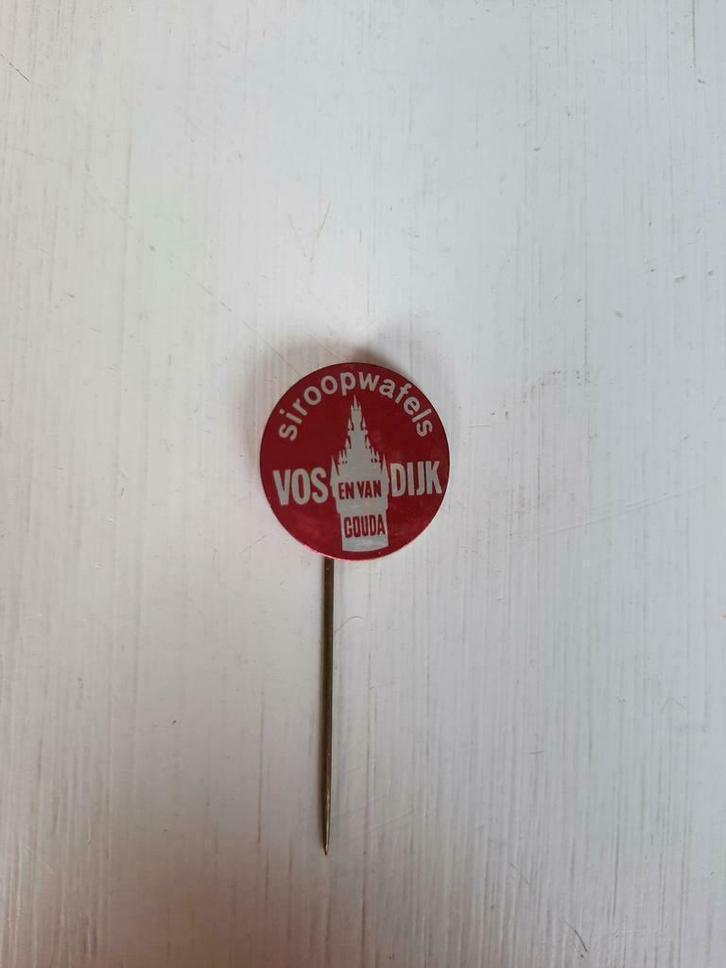 siroopwafels
VOS EN VAN DIJK
GOUDA